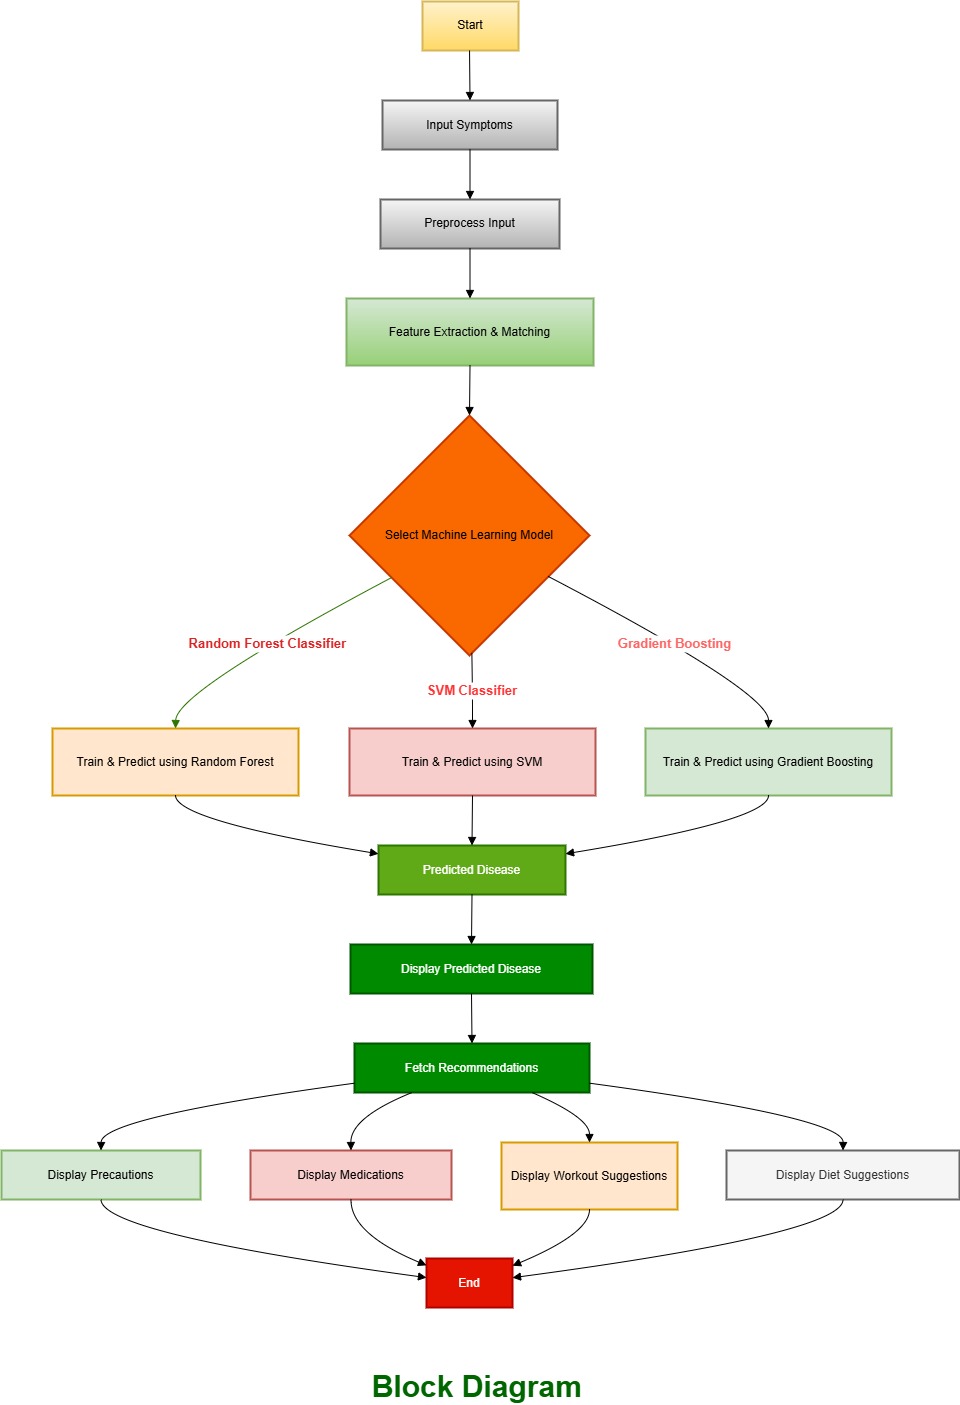 Start
Input Symptoms
Preprocess Input
Feature Extraction & Matching
Select Machine Learning Model
Random Forest Classifier
Gradient Boosting
SVM Classifier
Train & Predict using Random Forest
Train & Predict using SVM
Train & Predict using Gradient Boosting
Predicted Disease
Display Predicted Disease
Fetch Recommendations
Display Precautions
Display Medications
Display Workout Suggestions
Display Diet Suggestions
End
Block Diagram